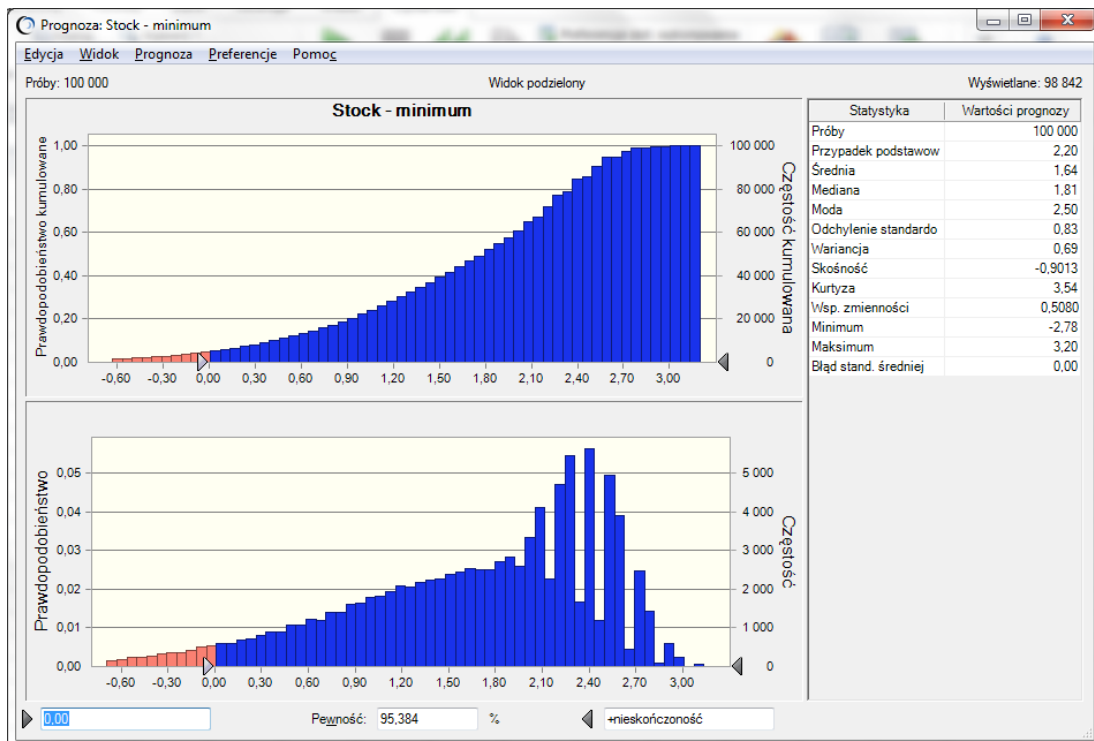 Prognoza: Stock - minimum
Edycja Widok Prognoza Preferencje Pomoc
Próby: 100 000 Widok podzielony Wyświetlane: 98 842
Stock - minimum
Prawdopodobieństwo kumulowane
1,00
0,80
0,60
0,40
0,20
0,00
100 000
80 000
60 000
40 000
20 000
0
Częstość kumulowana
-0,60 -0,30 0,00 0,30 0,60 0,90 1,20 1,50 1,80 2,10 2,40 2,70 3,00
Prawdopodobieństwo
0,05
0,04
0,03
0,02
0,01
0,00
5 000
4 000
3 000
2 000
1 000
0
Częstość
-0,60 -0,30 0,00 0,30 0,60 0,90 1,20 1,50 1,80 2,10 2,40 2,70 3,00
Statystyka Wartości prognozy
Próby 100 000
Przypadek podstawow 2,20
Średnia 1,64
Mediana 1,81
Moda 2,50
Odchylenie standardo 0,83
Wariancja 0,69
Skośność -0,9013
Kurtyza 3,54
Wsp. zmienności 0,5080
Minimum -2,78
Maksimum 3,20
Błąd stand. średniej 0,00
0,00 Pewność: 95,384 % +nieskończoność